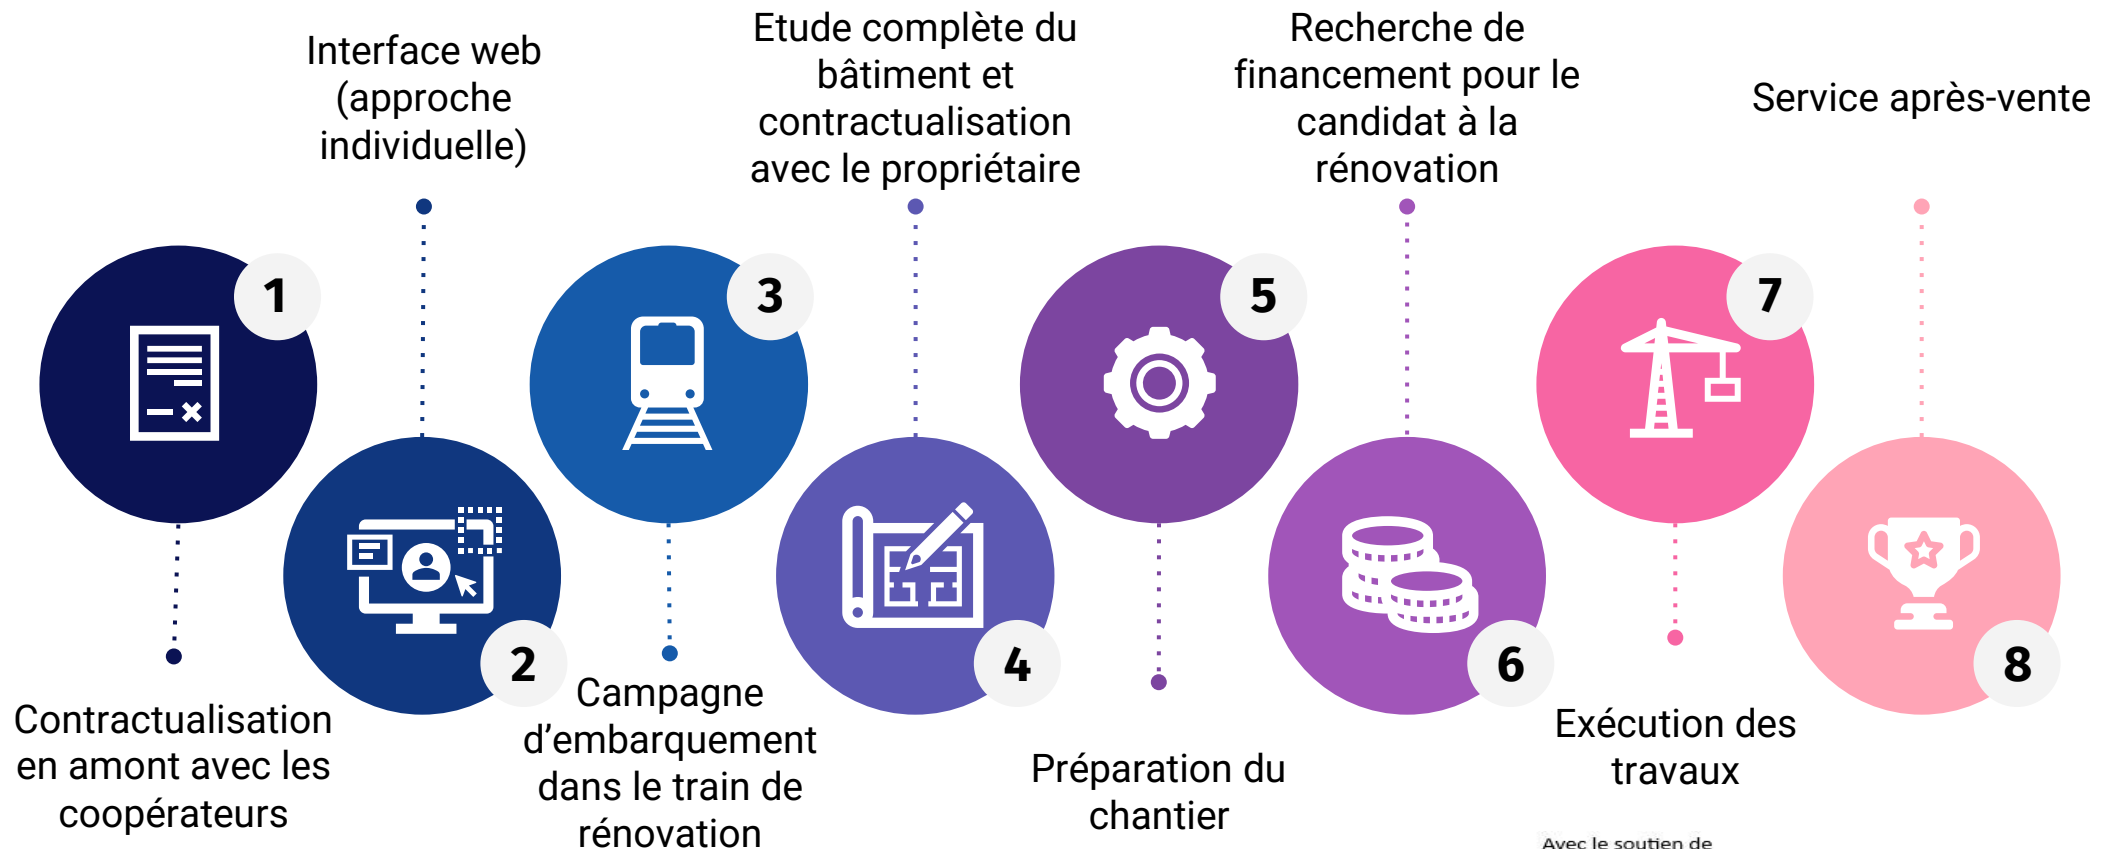 Interface web
(approche
individuelle)
Etude complète du
bâtiment et
contractualisation
avec le propriétaire
Recherche de
financement pour le
candidat à la
rénovation
Service après-vente
1
3
5
7
2
4
6
8
Contractualisation
en amont avec les
coopérateurs
Campagne
d’embarquement
dans le train de
rénovation
Préparation du
chantier
Exécution des
travaux
Avec le soutien de